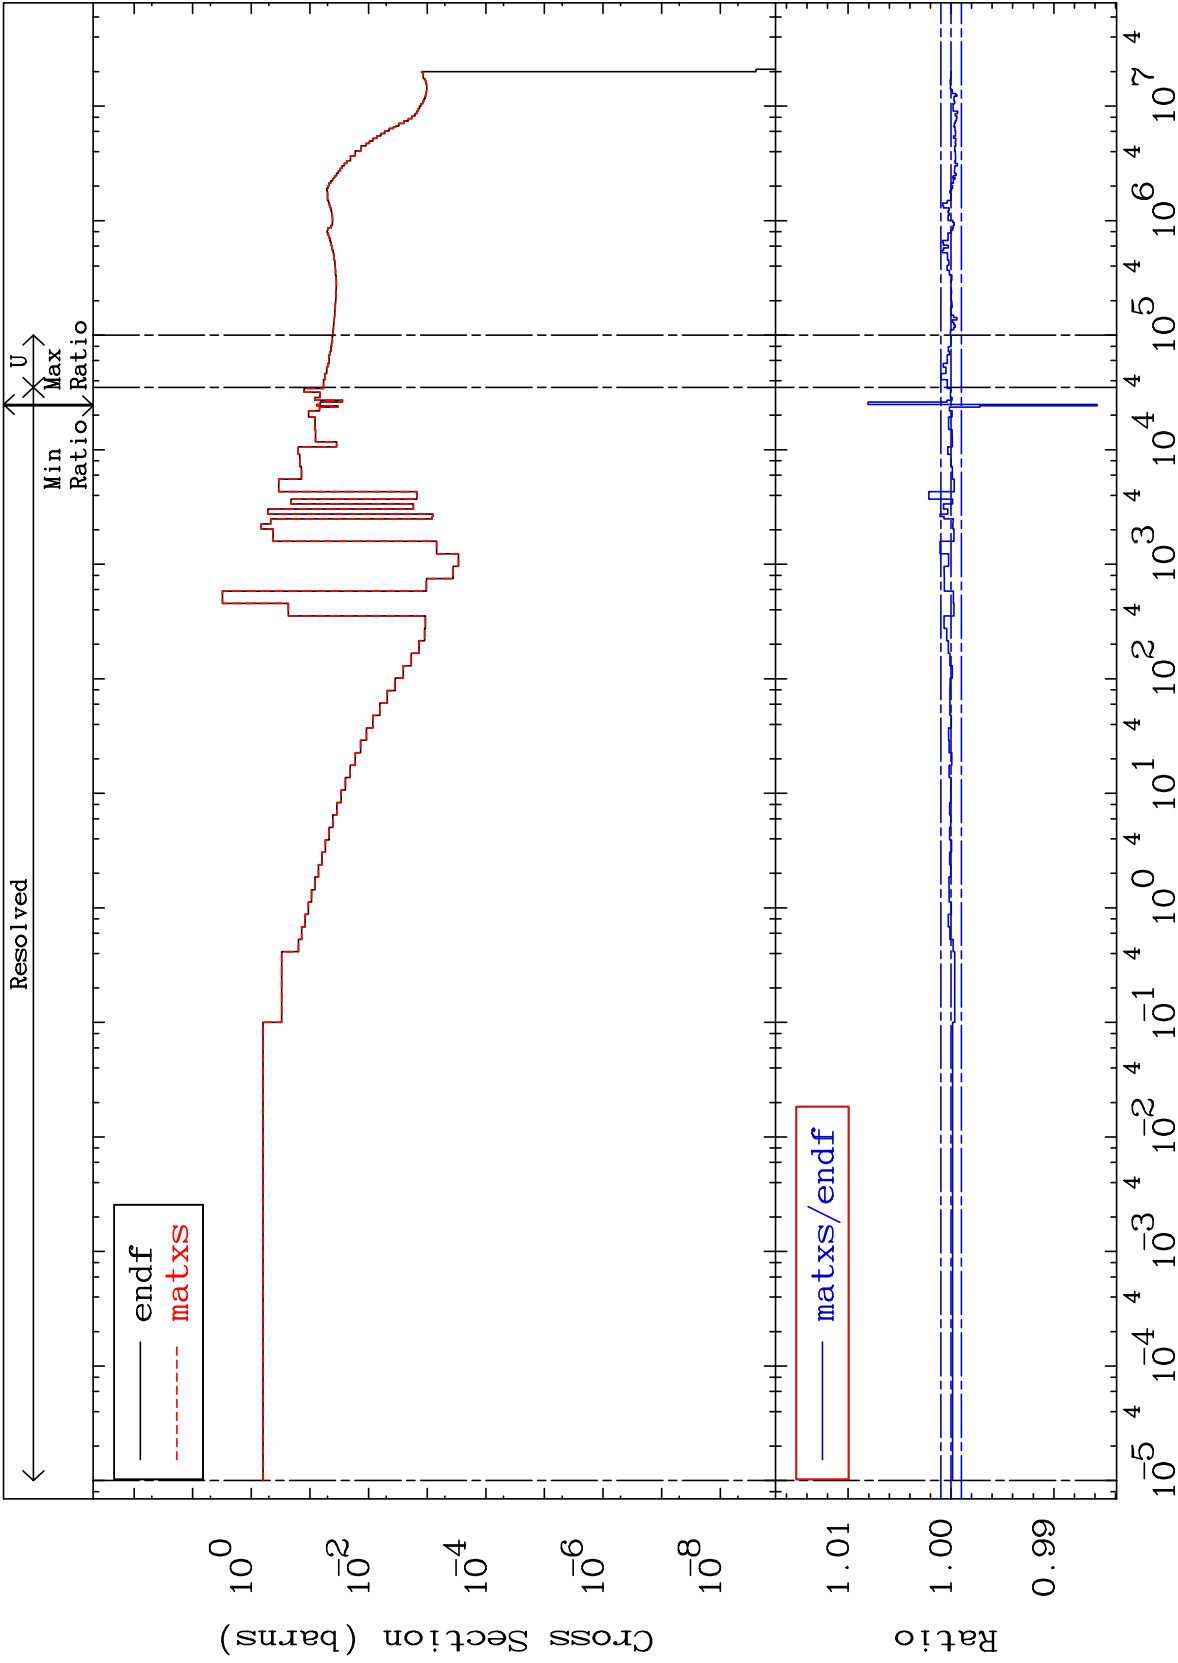 Resolved
U
Min
Ratio
Max
Ratio
endf
matxs
Cross Section (barns)
10^0
10^-2
10^-4
10^-6
10^-8
matxs/endf
Ratio
1.01
1.00
0.99
10^-5 4 10^-4 4 10^-3 4 10^-2 4 10^-1 4 10^0 4 10^1 4 10^2 4 10^3 4 10^4 4 10^5 4 10^6 4 10^7 4